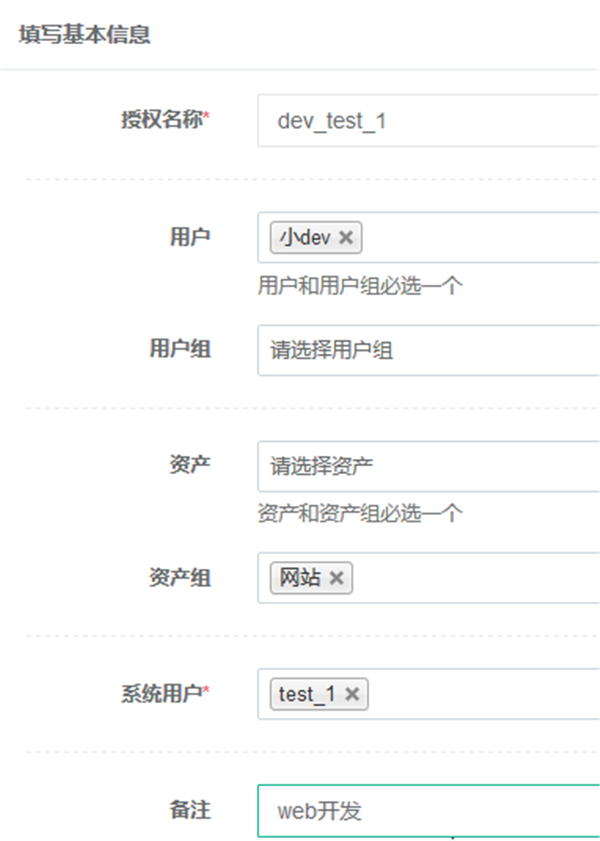 填写基本信息
授权名称* dev_test_1
用户 小dev ×
用户和用户组必选一个
用户组 请选择用户组
资产 请选择资产
资产和资产组必选一个
资产组 网站 ×
系统用户* test_1 ×
备注 web开发